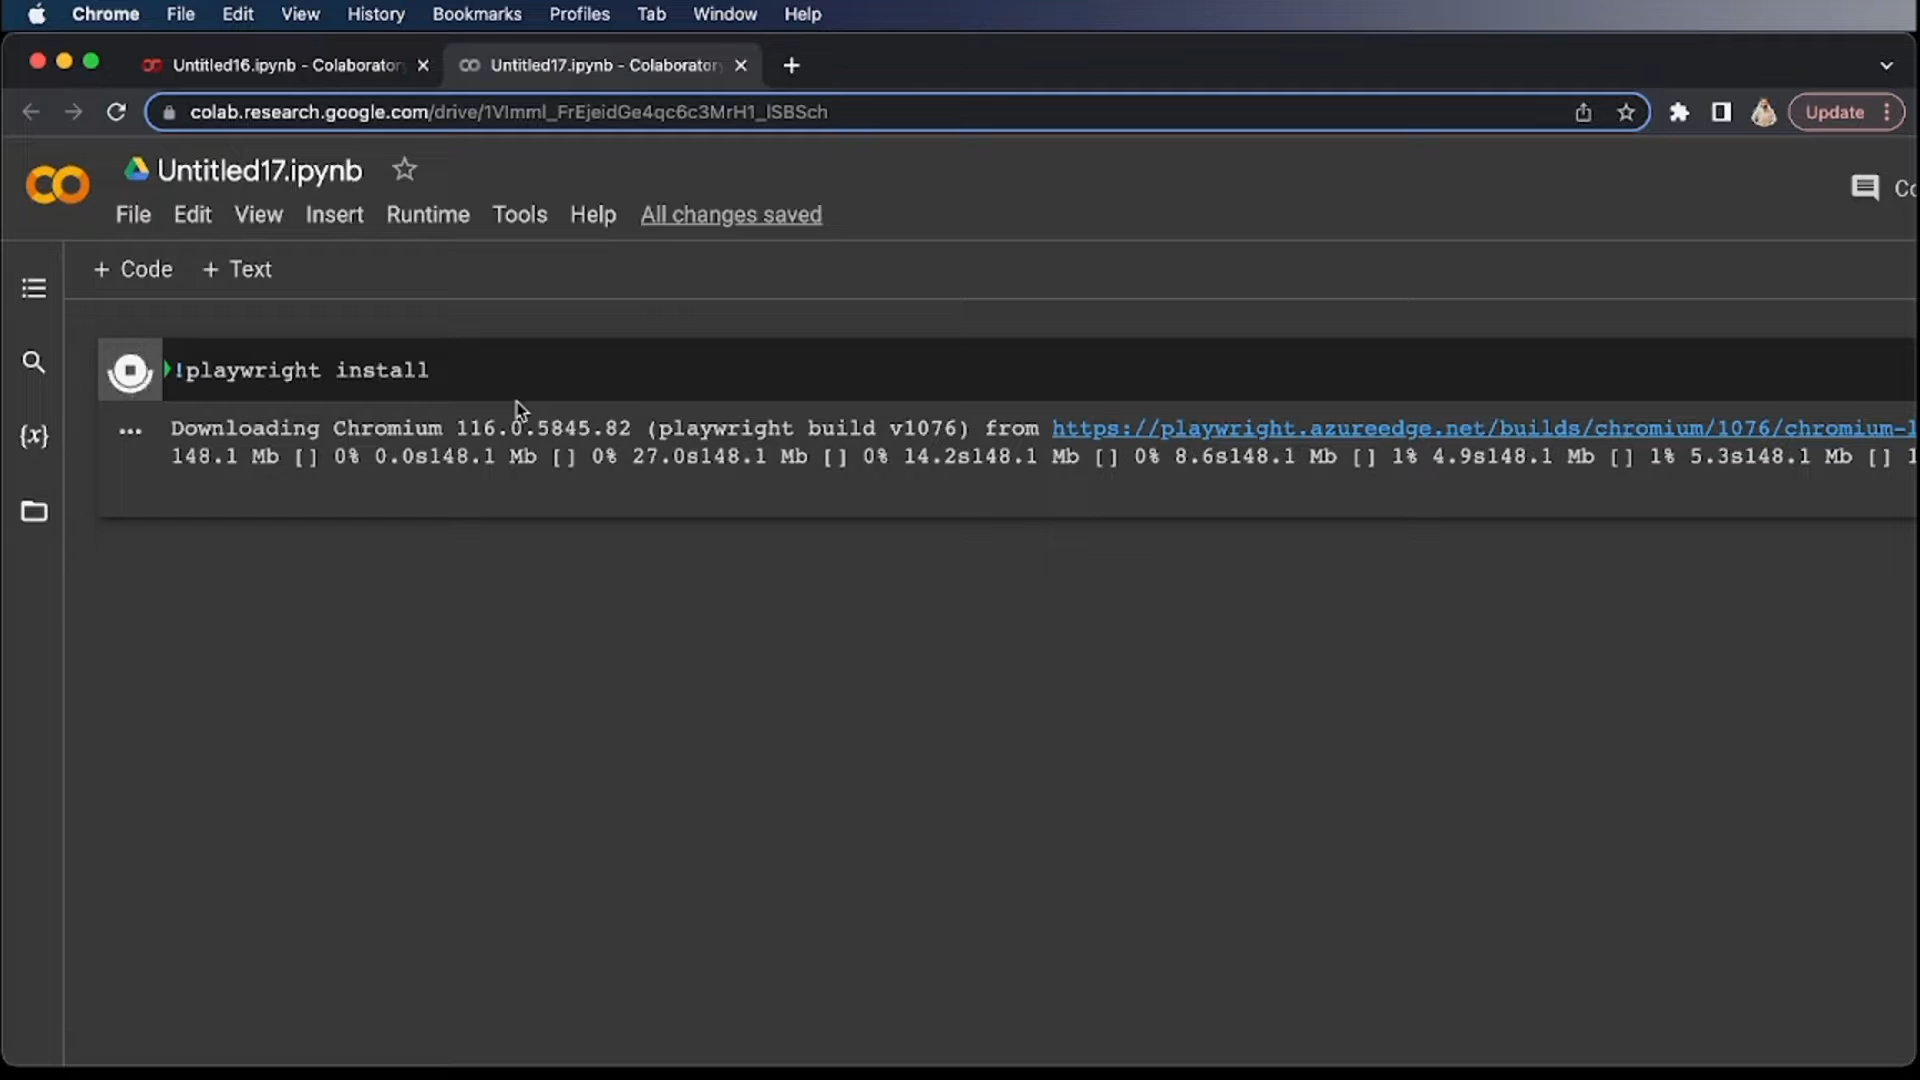 Chrome File Edit View History Bookmarks Profiles Tab Window Help
Untitled16.ipynb - Colaborator Untitled17.ipynb - Colaborator
colab.research.google.com/drive/1VImml_FrEjeidGe4qc6c3MrH1_lSBSch Update
Untitled17.ipynb
File Edit View Insert Runtime Tools Help All changes saved
+ Code + Text
!playwright install
Downloading Chromium 116.0.5845.82 (playwright build v1076) from https://playwright.azureedge.net/builds/chromium/1076/chromium-l
148.1 Mb [] 0% 0.0s148.1 Mb [] 0% 27.0s148.1 Mb [] 0% 14.2s148.1 Mb [] 0% 8.6s148.1 Mb [] 1% 4.9s148.1 Mb [] 1% 5.3s148.1 Mb [] 1
{x}